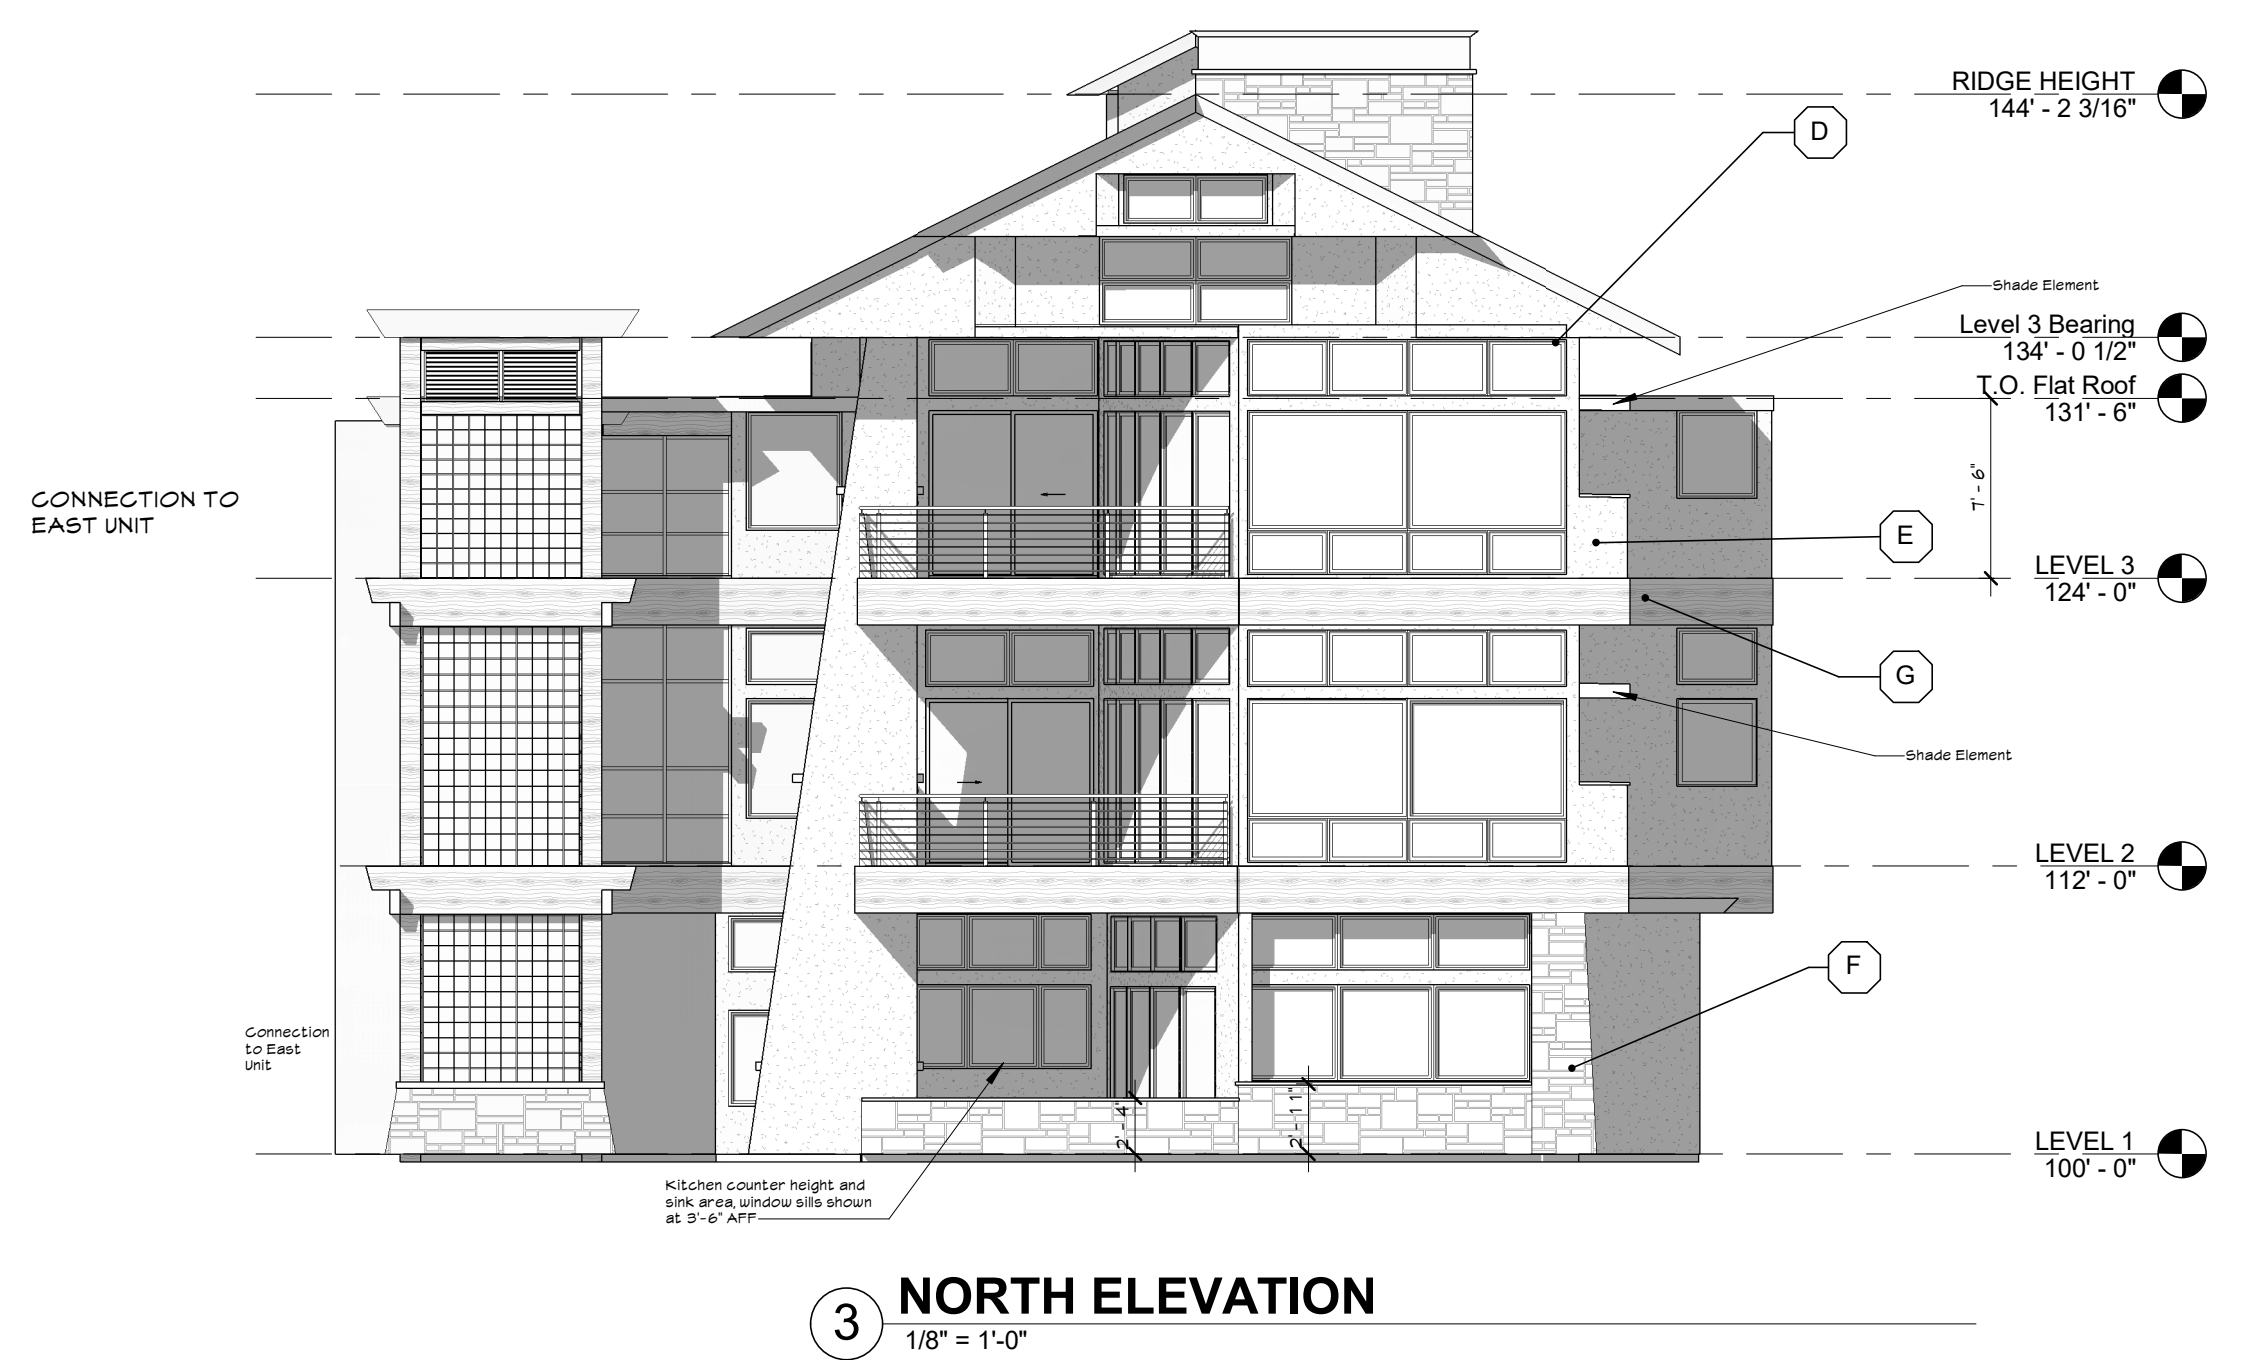 RIDGE HEIGHT
144' - 2 3/16"
D
Shade Element
Level 3 Bearing
134' - 0 1/2"
T.O. Flat Roof
131' - 6"
7' - 6"
CONNECTION TO
EAST UNIT
E
LEVEL 3
124' - 0"
G
Shade Element
LEVEL 2
112' - 0"
F
Connection
to East
Unit
2' - 4"
2' - 11"
LEVEL 1
100' - 0"
Kitchen counter height and
sink area, window sills shown
at 3'-6" AFF
3
NORTH ELEVATION
1/8" = 1'-0"